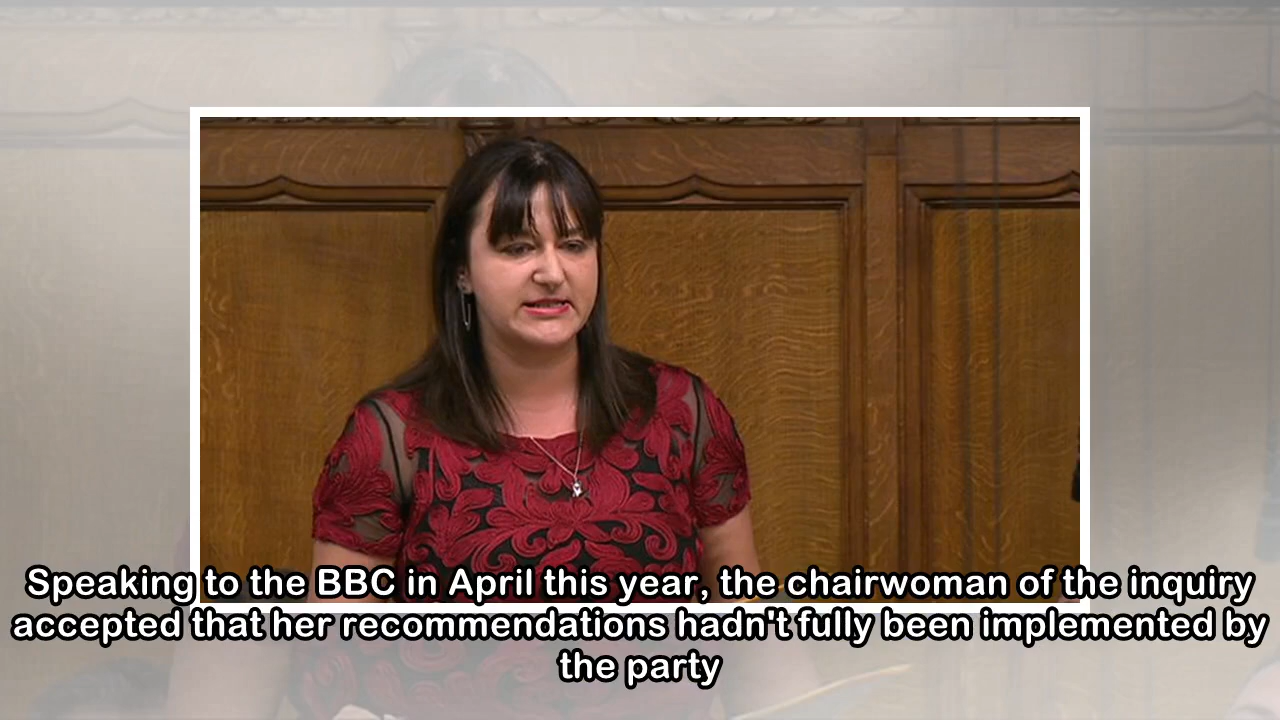 Speaking to the BBC in April this year, the chairwoman of the inquiry
accepted that her recommendations hadn't fully been implemented by
the party